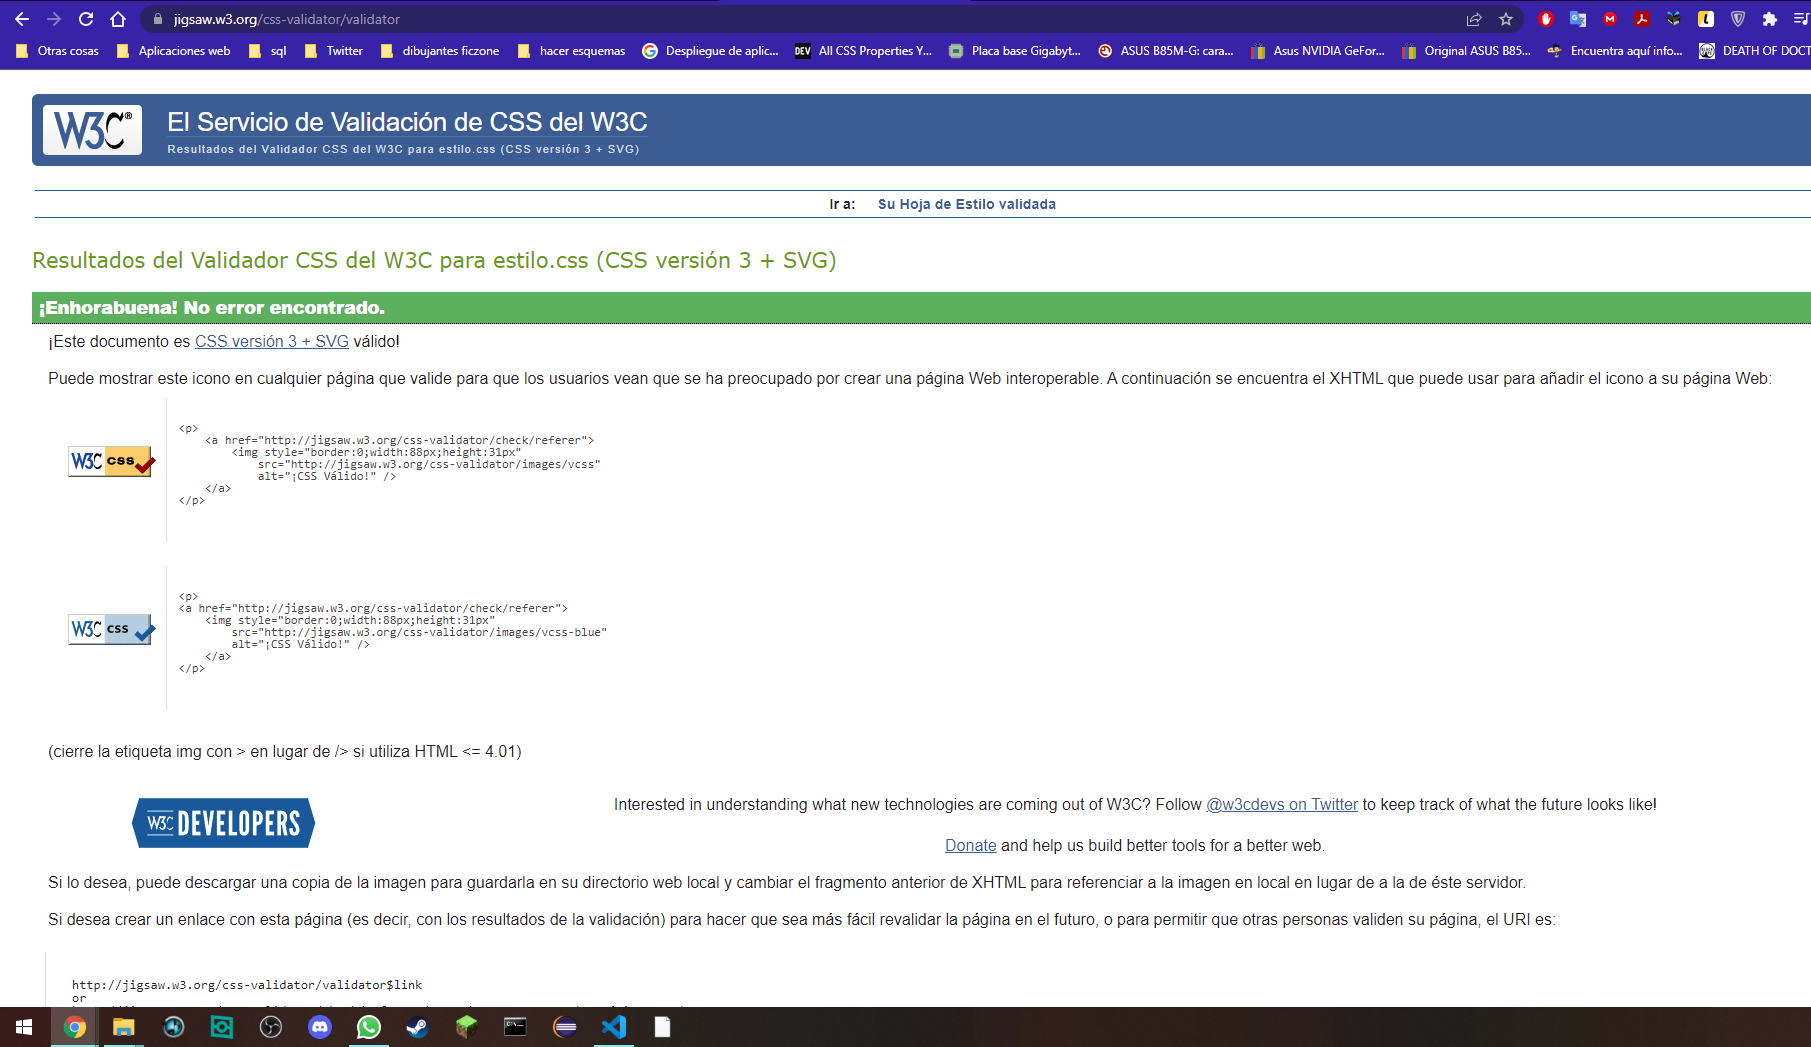 jigsaw.w3.org/css-validator/validator
Otras cosas Aplicaciones web sql Twitter dibujantes ficzone hacer esquemas Despliegue de aplic... DEV All CSS Properties Y... Placa base Gigabyt... ASUS B85M-G: cara... Asus NVIDIA GeFor... Original ASUS B85... Encuentra aquí info... DEATH OF DOCT
W3C® El Servicio de Validación de CSS del W3C
Resultados del Validador CSS del W3C para estilo.css (CSS versión 3 + SVG)
Ir a: Su Hoja de Estilo validada
Resultados del Validador CSS del W3C para estilo.css (CSS versión 3 + SVG)
¡Enhorabuena! No error encontrado.
¡Este documento es CSS versión 3 + SVG válido!
Puede mostrar este icono en cualquier página que valide para que los usuarios vean que se ha preocupado por crear una página Web interoperable. A continuación se encuentra el XHTML que puede usar para añadir el icono a su página Web:
<p>
<a href="http://jigsaw.w3.org/css-validator/check/referer">
<img style="border:0;width:88px;height:31px"
W3C CSS
src="http://jigsaw.w3.org/css-validator/images/vcss"
alt="¡CSS Válido!" />
</a>
</p>
<p>
<a href="http://jigsaw.w3.org/css-validator/check/referer">
<img style="border:0;width:88px;height:31px"
W3C CSS
src="http://jigsaw.w3.org/css-validator/images/vcss-blue"
alt="¡CSS Válido!" />
</a>
</p>
(cierre la etiqueta img con > en lugar de /> si utiliza HTML <= 4.01)
W3C DEVELOPERS
Interested in understanding what new technologies are coming out of W3C? Follow @w3cdevs on Twitter to keep track of what the future looks like!
Donate and help us build better tools for a better web.
Si lo desea, puede descargar una copia de la imagen para guardarla en su directorio web local y cambiar el fragmento anterior de XHTML para referenciar a la imagen en local en lugar de a la de éste servidor.
Si desea crear un enlace con esta página (es decir, con los resultados de la validación) para hacer que sea más fácil revalidar la página en el futuro, o para permitir que otras personas validen su página, el URI es:
http://jigsaw.w3.org/css-validator/validator$link
or